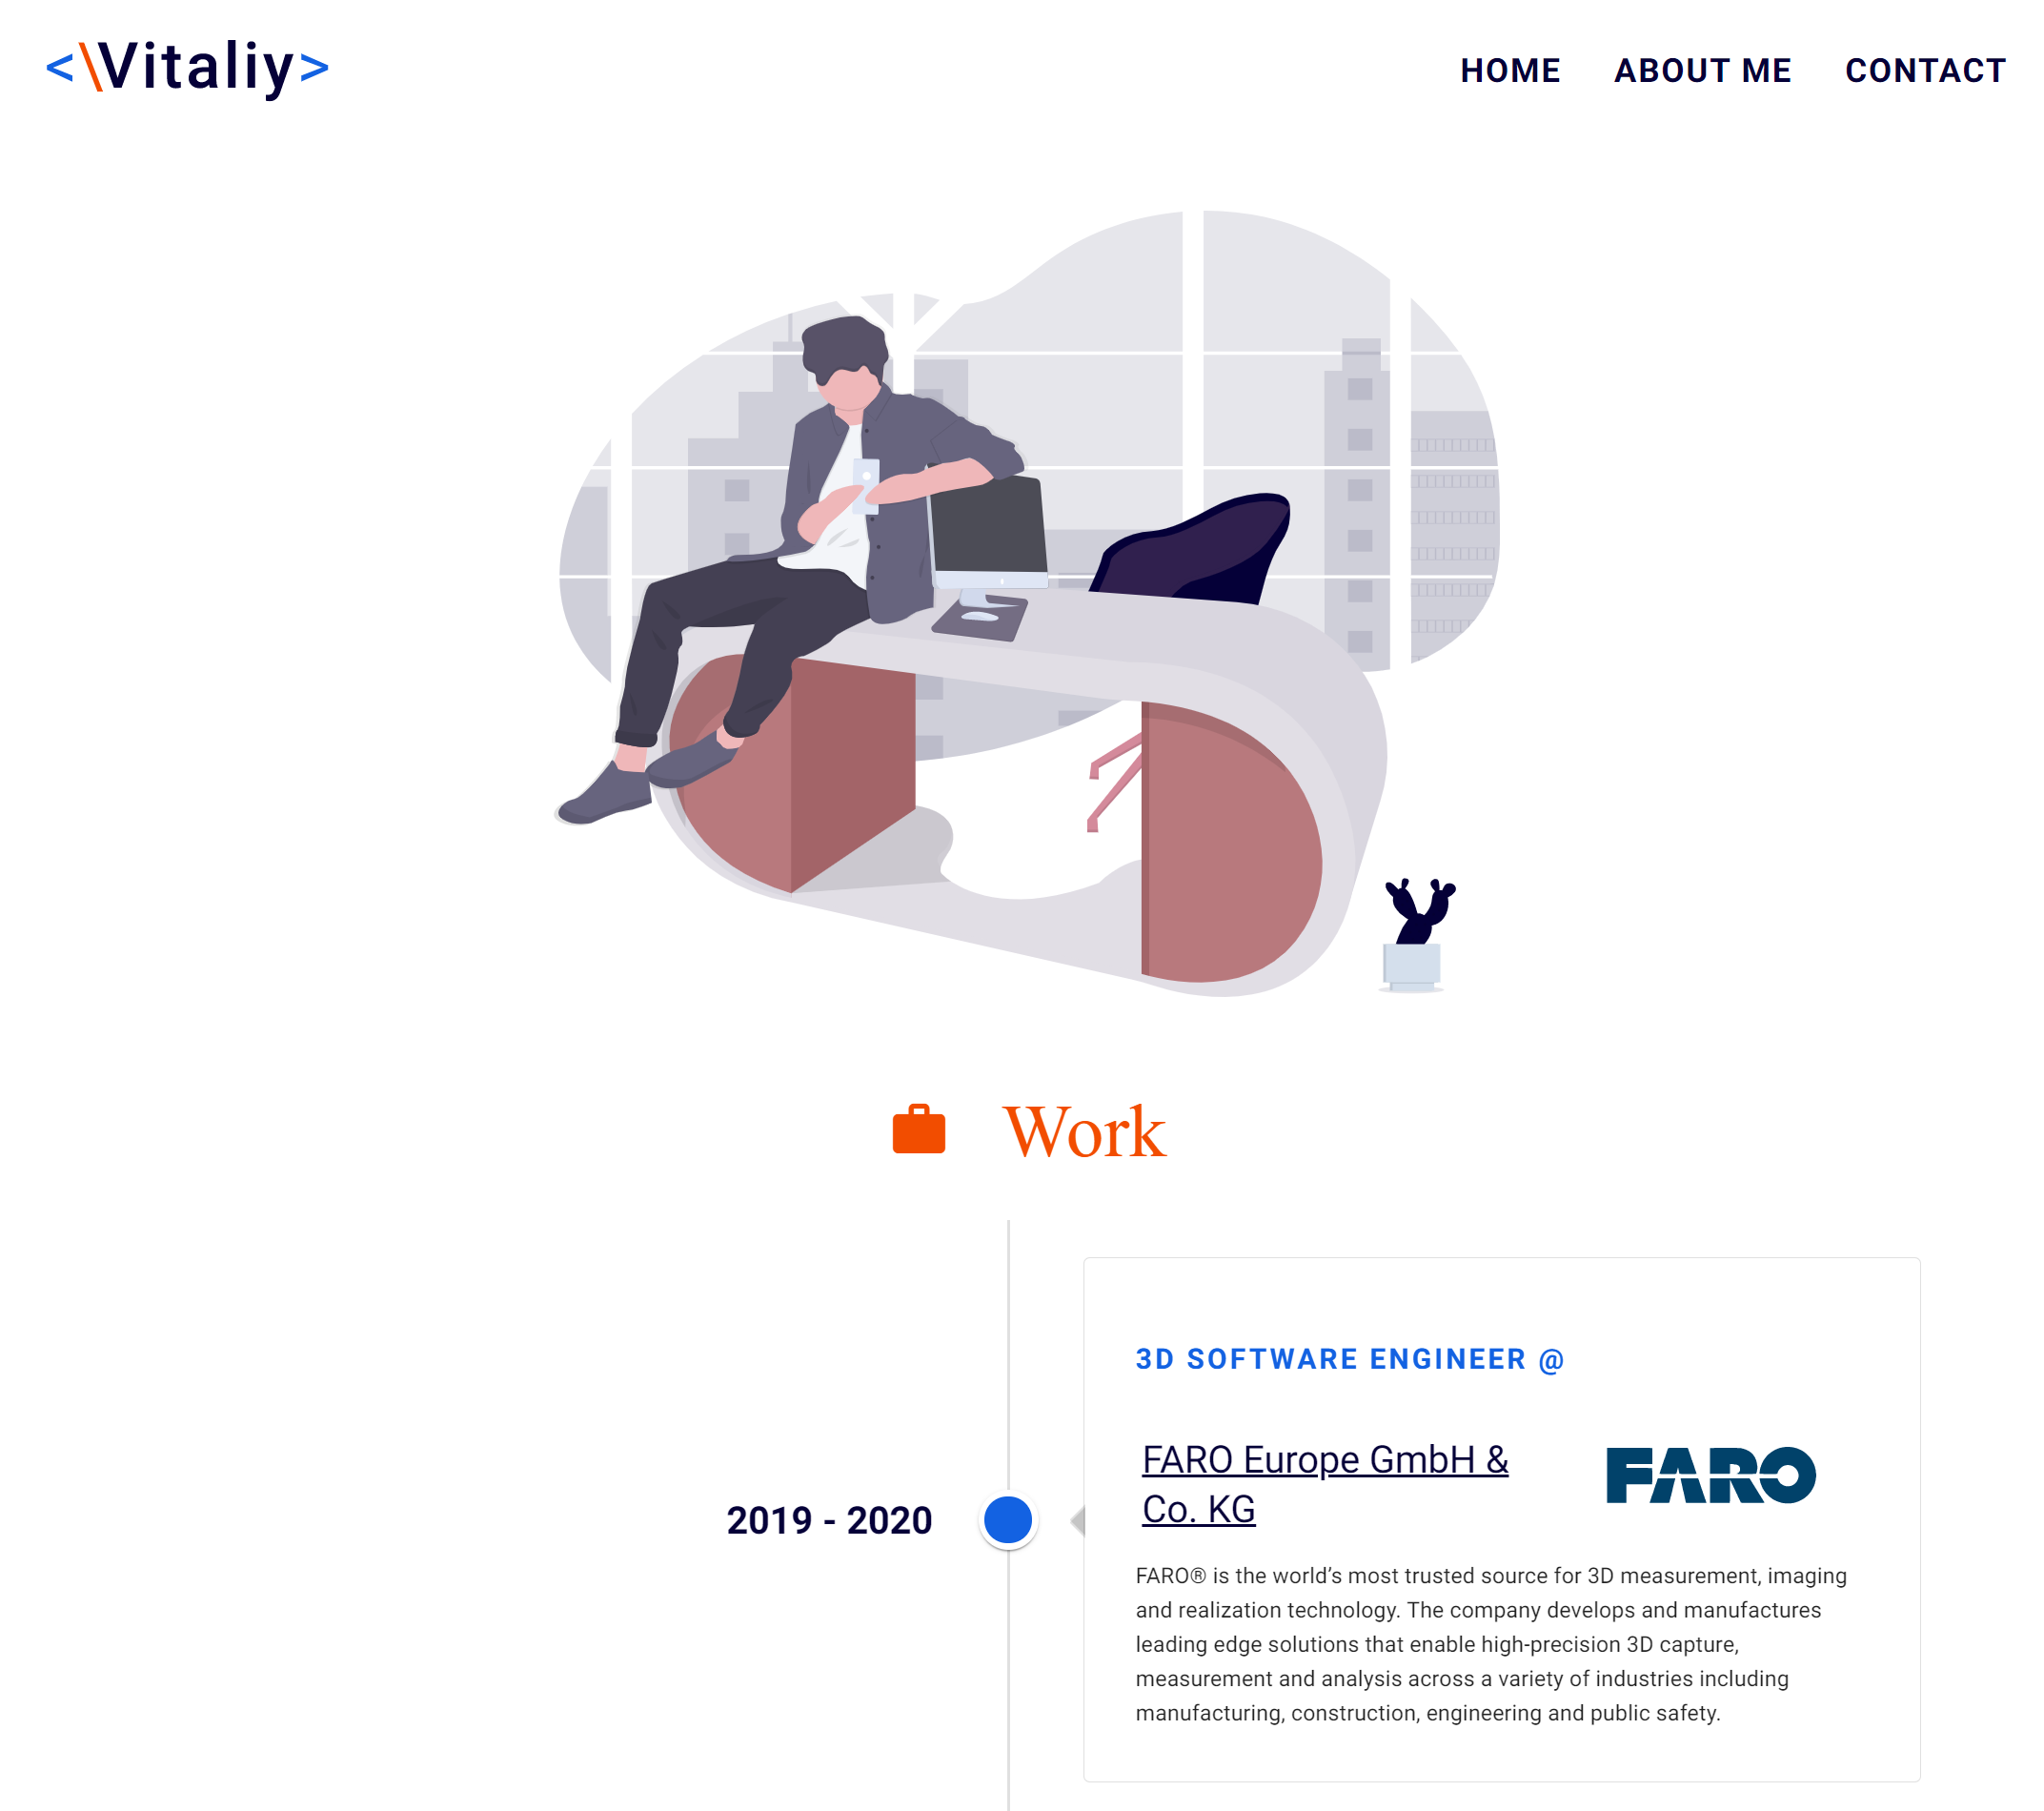 <\Vitaliy>
HOME ABOUT ME CONTACT
Work
3D SOFTWARE ENGINEER @
FARO Europe GmbH &
Co. KG
FARO
2019 - 2020
FARO® is the world’s most trusted source for 3D measurement, imaging
and realization technology. The company develops and manufactures
leading edge solutions that enable high-precision 3D capture,
measurement and analysis across a variety of industries including
manufacturing, construction, engineering and public safety.